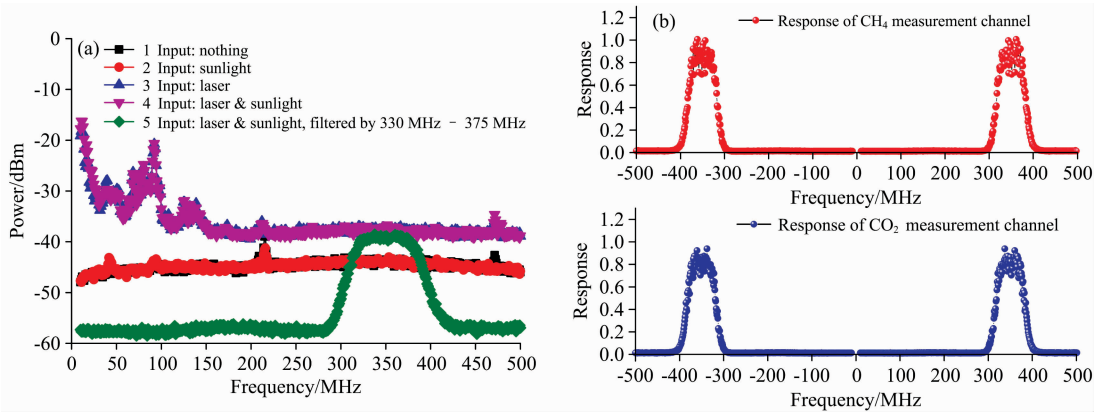 (a)
1 Input: nothing
2 Input: sunlight
3 Input: laser
4 Input: laser & sunlight
5 Input: laser & sunlight, filtered by 330 MHz - 375 MHz
Power/dBm
0
-10
-20
-30
-40
-50
-60
0 50 100 150 200 250 300 350 400 450 500
Frequency/MHz
(b)
Response of CH₄ measurement channel
Response
1.2
1.0
0.8
0.6
0.4
0.2
0.0
-500 -400 -300 -200 -100 0 100 200 300 400 500
Frequency/MHz
Response of CO₂ measurement channel
Response
1.2
1.0
0.8
0.6
0.4
0.2
0.0
-500 -400 -300 -200 -100 0 100 200 300 400 500
Frequency/MHz